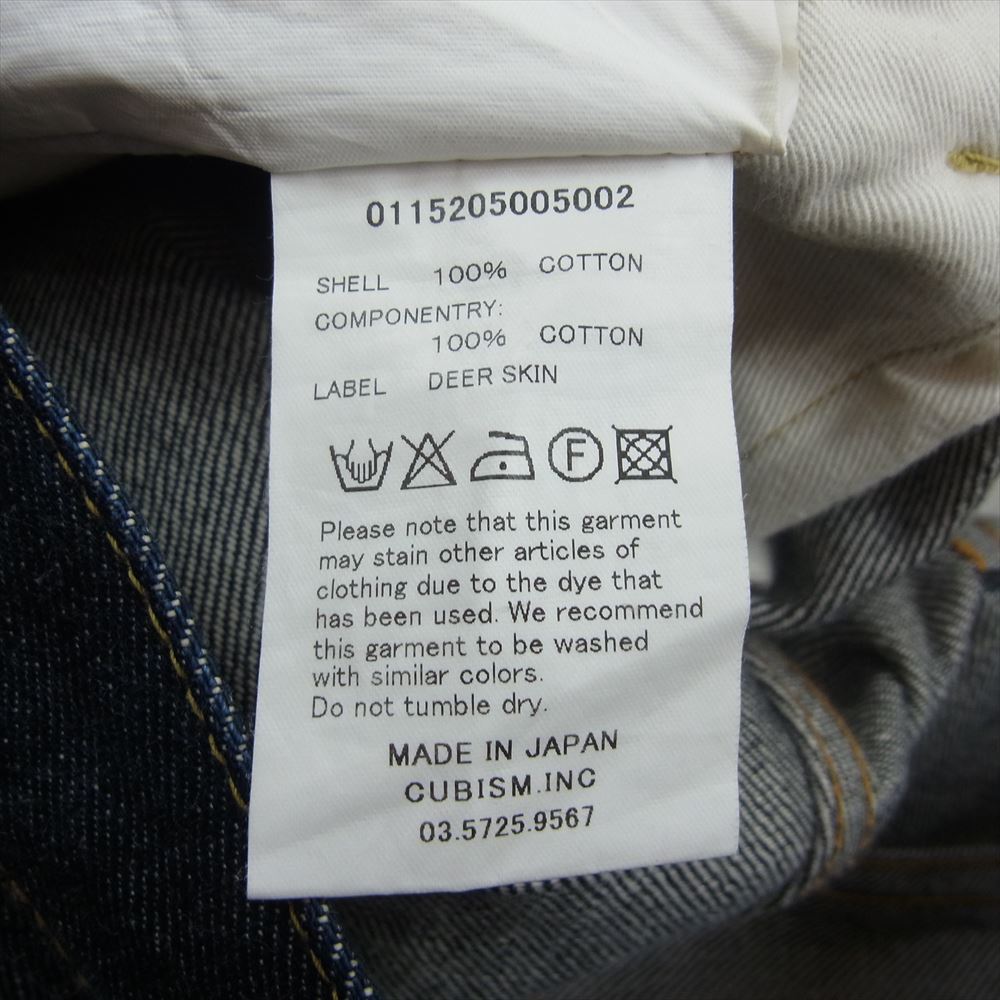 0115205005002
SHELL 100% COTTON
COMPONENTRY:
100% COTTON
LABEL DEER SKIN
F
Please note that this garment
may stain other articles of
clothing due to the dye that
has been used. We recommend
this garment to be washed
with similar colors.
Do not tumble dry.
MADE IN JAPAN
CUBISM.INC
03.5725.9567